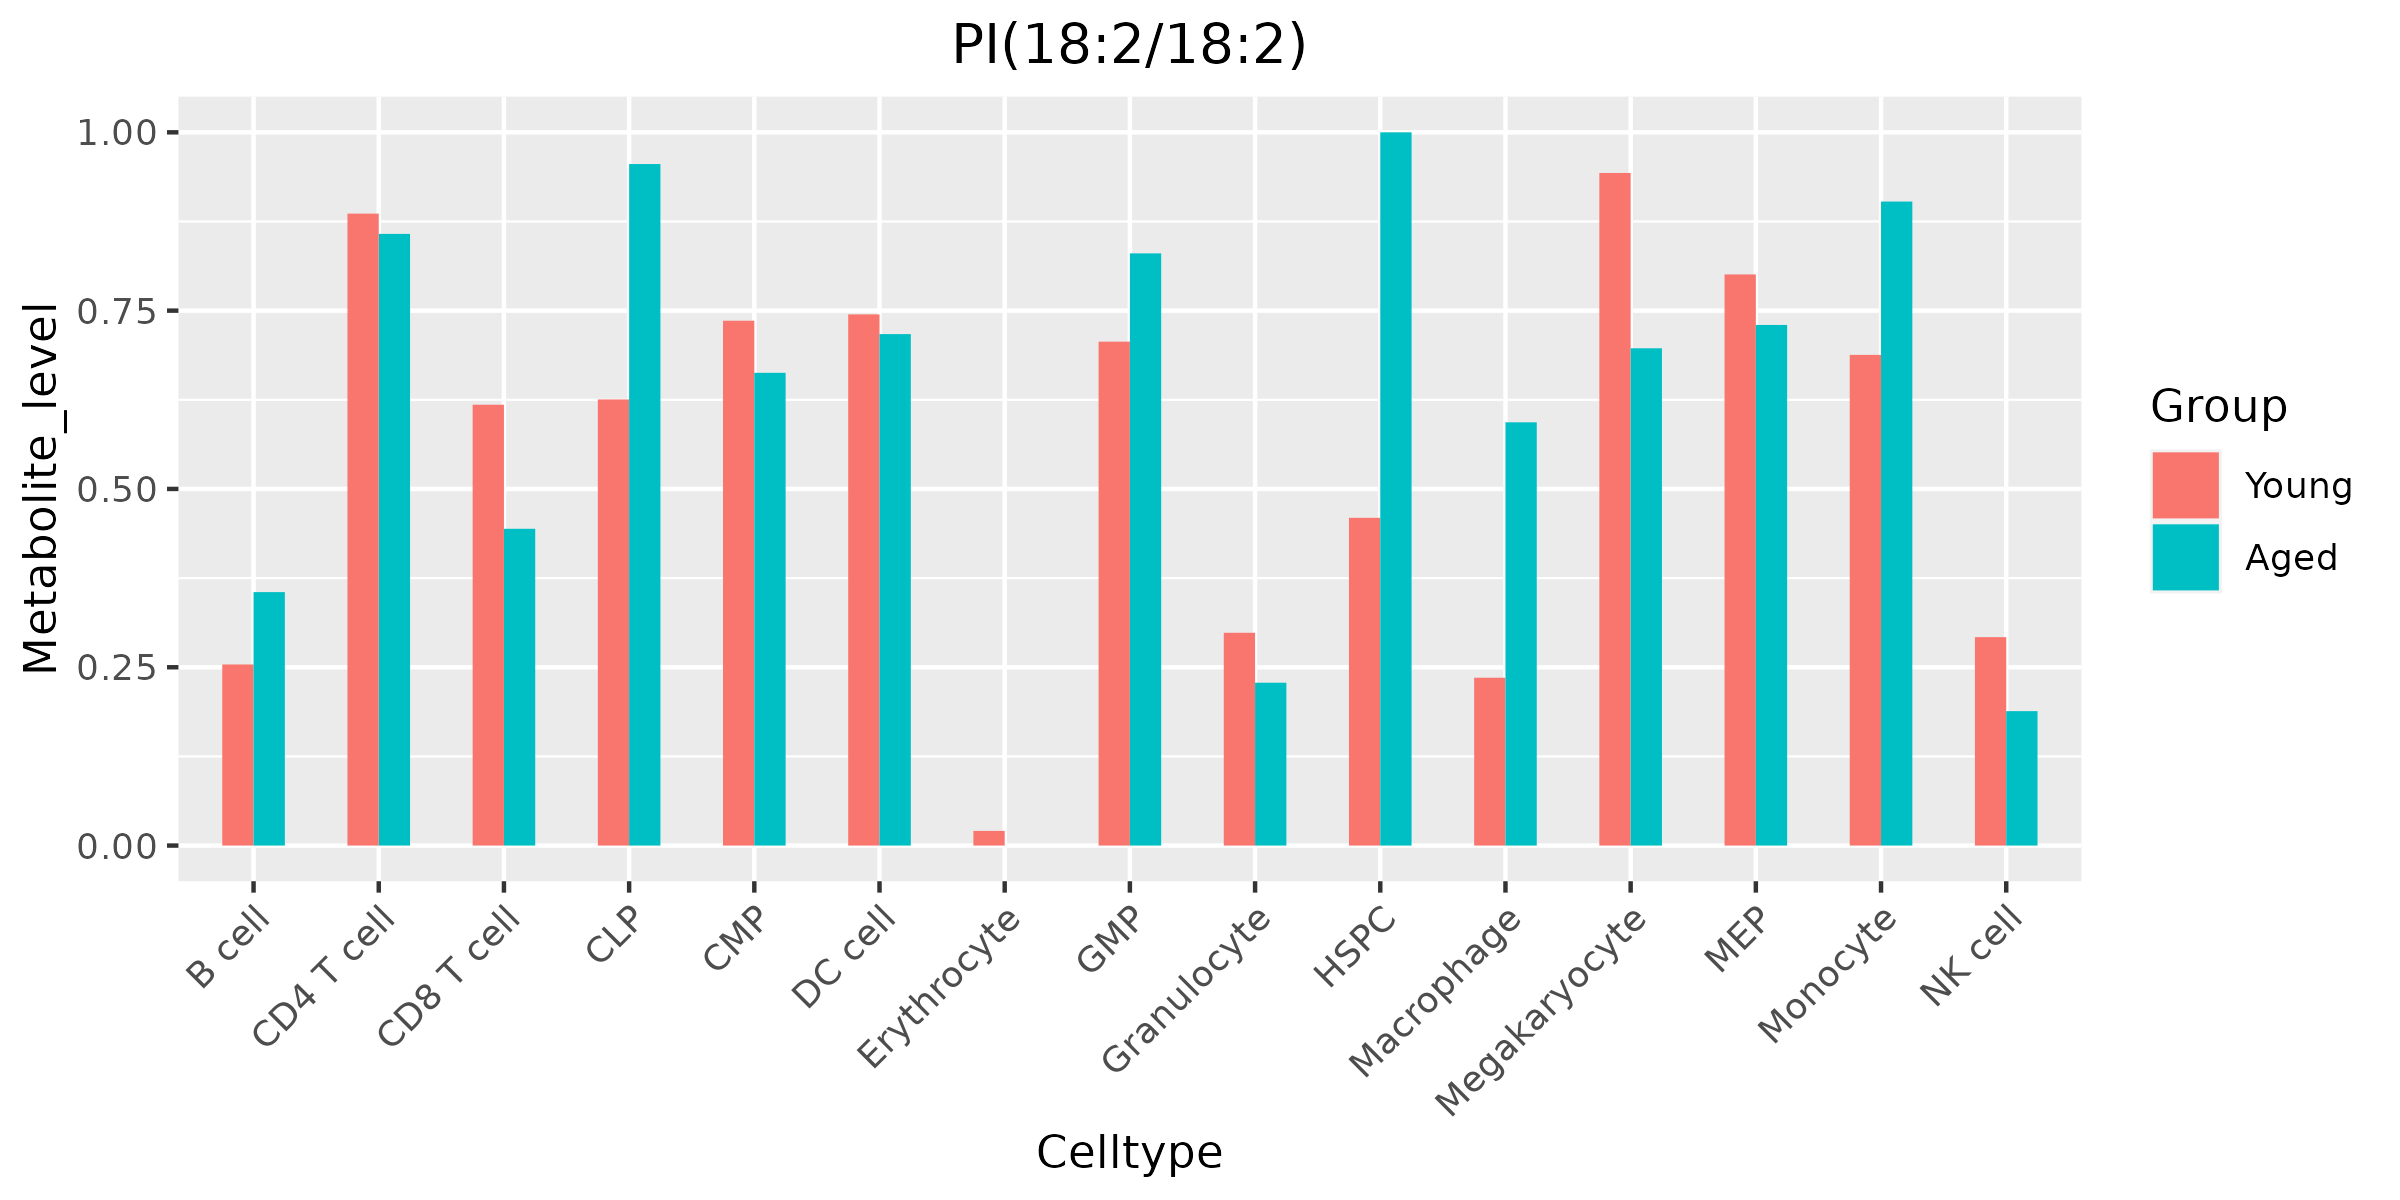 PI(18:2/18:2)
Metabolite_level
1.00
0.75
0.50
0.25
0.00
B cell
CD4 T cell
CD8 T cell
CLP
CMP
DC cell
Erythrocyte
GMP
Granulocyte
HSPC
Macrophage
Megakaryocyte
MEP
Monocyte
NK cell
Celltype
Group
Young
Aged